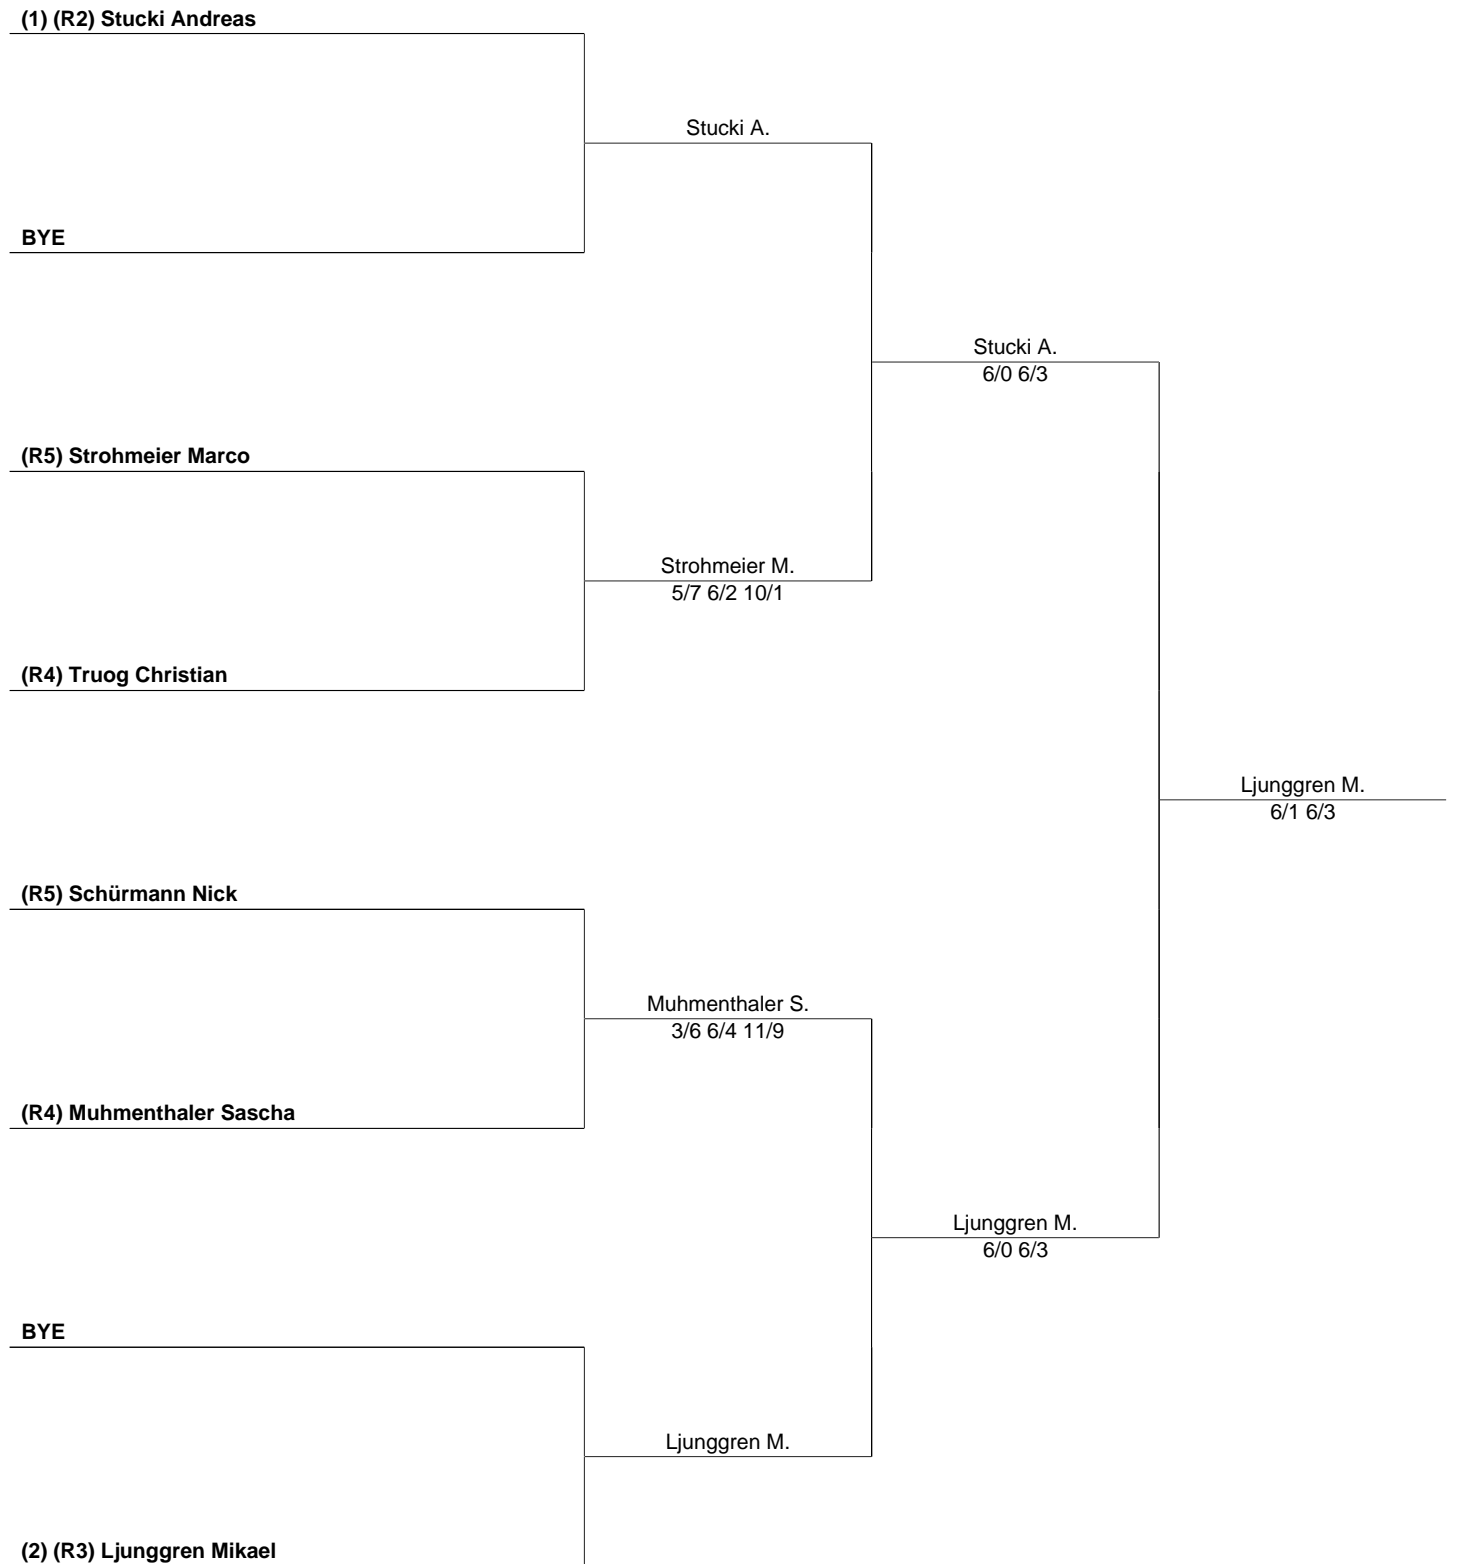 (1) (R2) Stucki Andreas
Stucki A.
BYE
Stucki A.
6/0 6/3
(R5) Strohmeier Marco
Strohmeier M.
5/7 6/2 10/1
(R4) Truog Christian
Ljunggren M.
6/1 6/3
(R5) Schürmann Nick
Muhmenthaler S.
3/6 6/4 11/9
(R4) Muhmenthaler Sascha
Ljunggren M.
6/0 6/3
BYE
Ljunggren M.
(2) (R3) Ljunggren Mikael